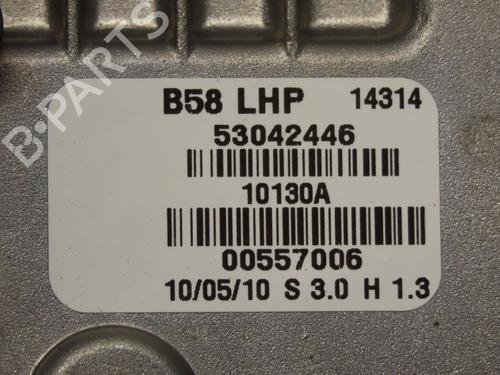 B-PARTS
B58 LHP 14314
53042446
10130A
00557006
10/05/10 S 3.0 H 1.3